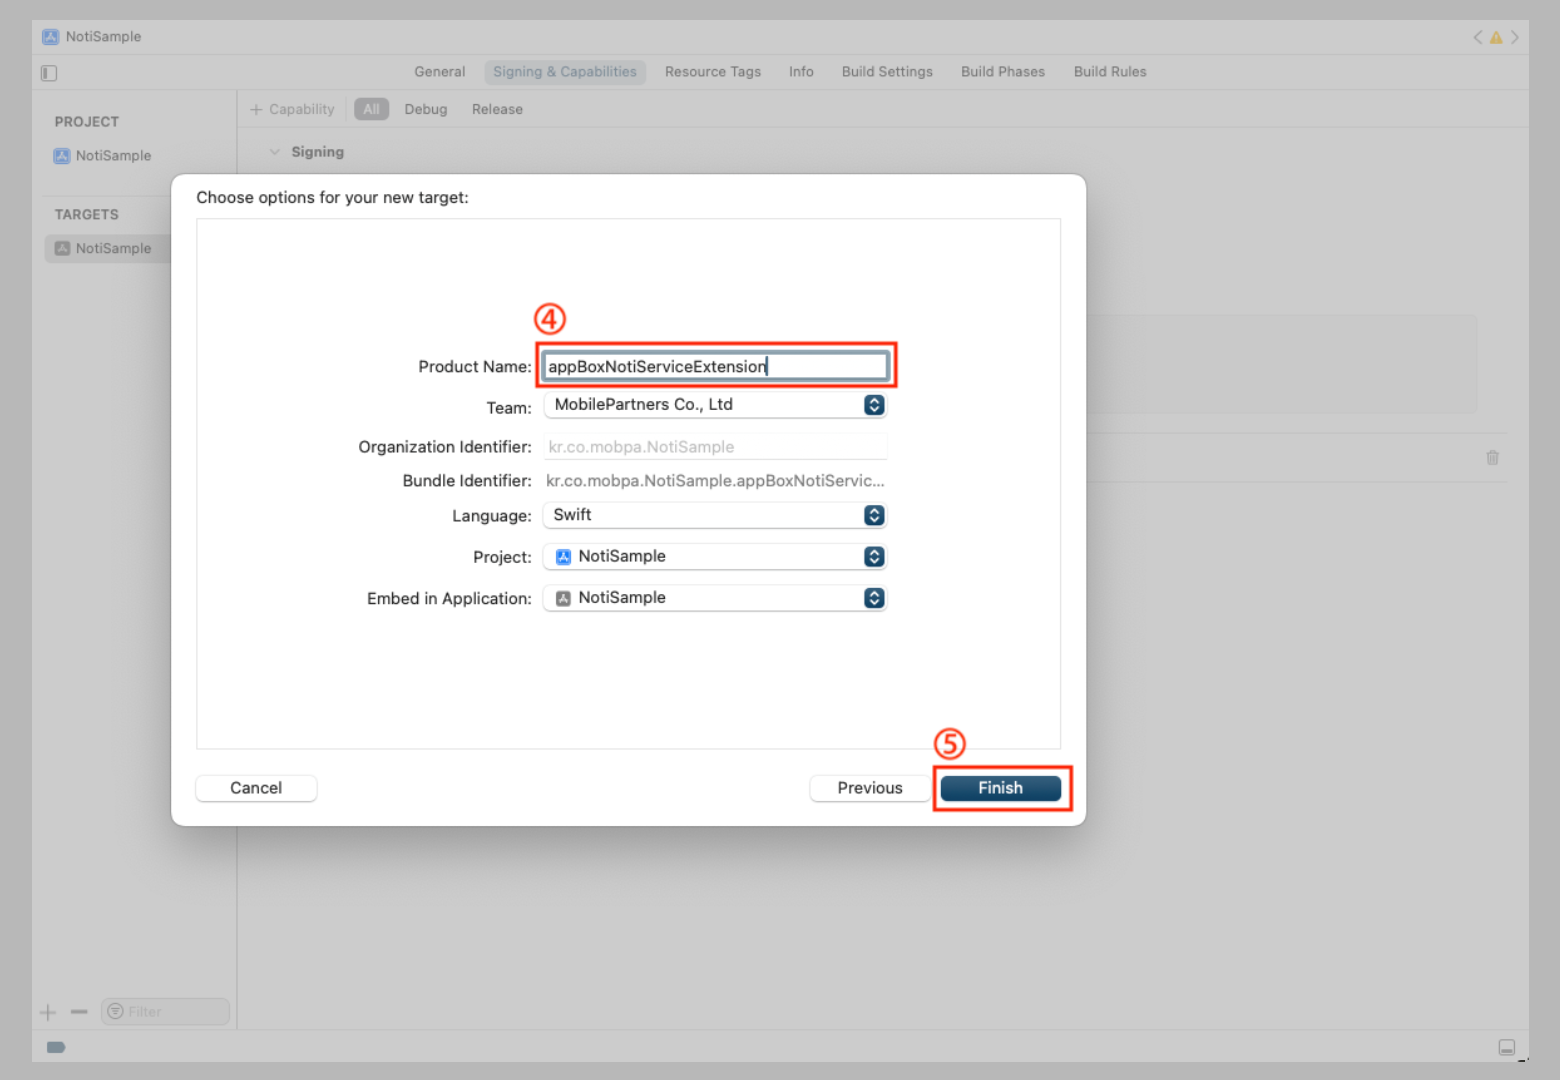 NotiSample
General Signing & Capabilities Resource Tags Info Build Settings Build Phases Build Rules
+ Capability All Debug Release
PROJECT
NotiSample
Signing
TARGETS
NotiSample
Choose options for your new target:
④
Product Name: appBoxNotiServiceExtension
Team: MobilePartners Co., Ltd
Organization Identifier: kr.co.mobpa.NotiSample
Bundle Identifier: kr.co.mobpa.NotiSample.appBoxNotiServic...
Language: Swift
Project: NotiSample
Embed in Application: NotiSample
⑤
Cancel Previous Finish
Filter